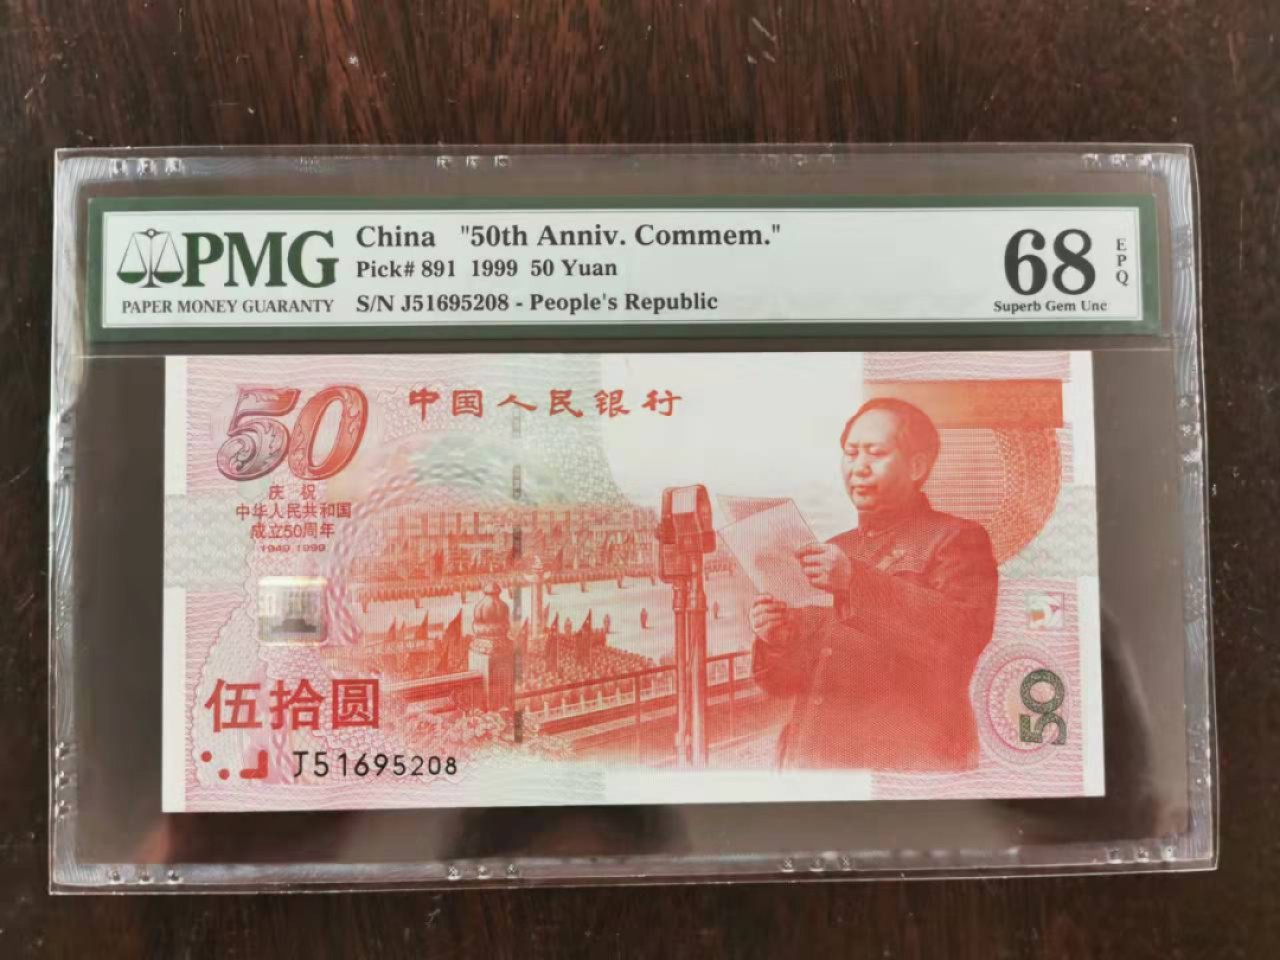 PMG
PAPER MONEY GUARANTY
China "50th Anniv. Commem."
Pick# 891 1999 50 Yuan
S/N J51695208 - People's Republic
68
EPQ
Superb Gem Unc
50
中国人民银行
庆祝
中华人民共和国
成立50周年
1949 1999
伍拾圆
J51695208
50